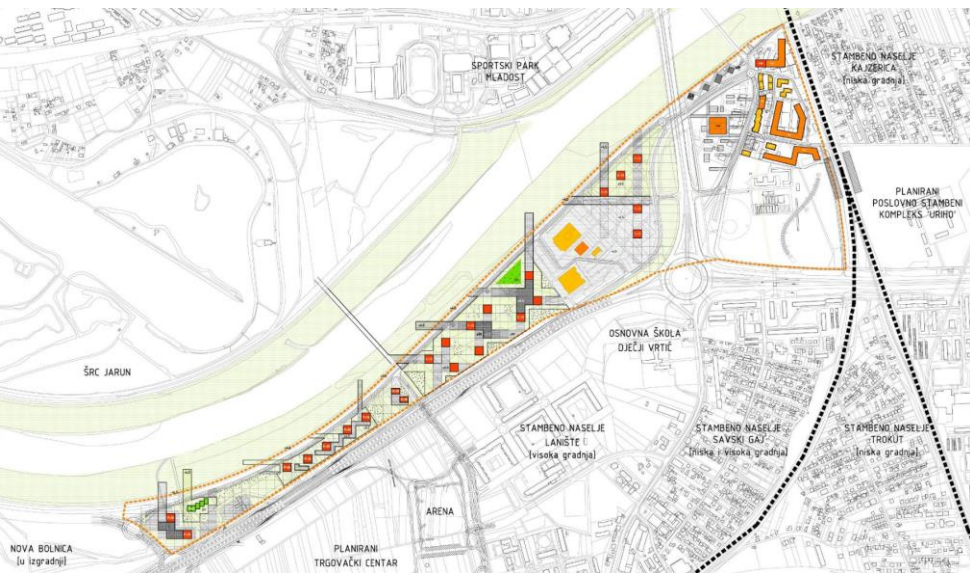 ŠPORTSKI PARK
MLADOST
STAMBENO NASELJE
KAJZERICA
(niska gradnja)
PLANIRANI
POSLOVNO STAMBENI
KOMPLEKS 'URIHO'
OSNOVNA ŠKOLA
DJEČJI VRTIĆ
ŠRC JARUN
STAMBENO NASELJE
LANIŠTE
(visoka gradnja)
STAMBENO NASELJE
SAVSKI GAJ
(niska i visoka gradnja)
STAMBENO NASELJE
TROKUT
(niska gradnja)
ARENA
NOVA BOLNICA
(u izgradnji)
PLANIRANI
TRGOVAČKI CENTAR